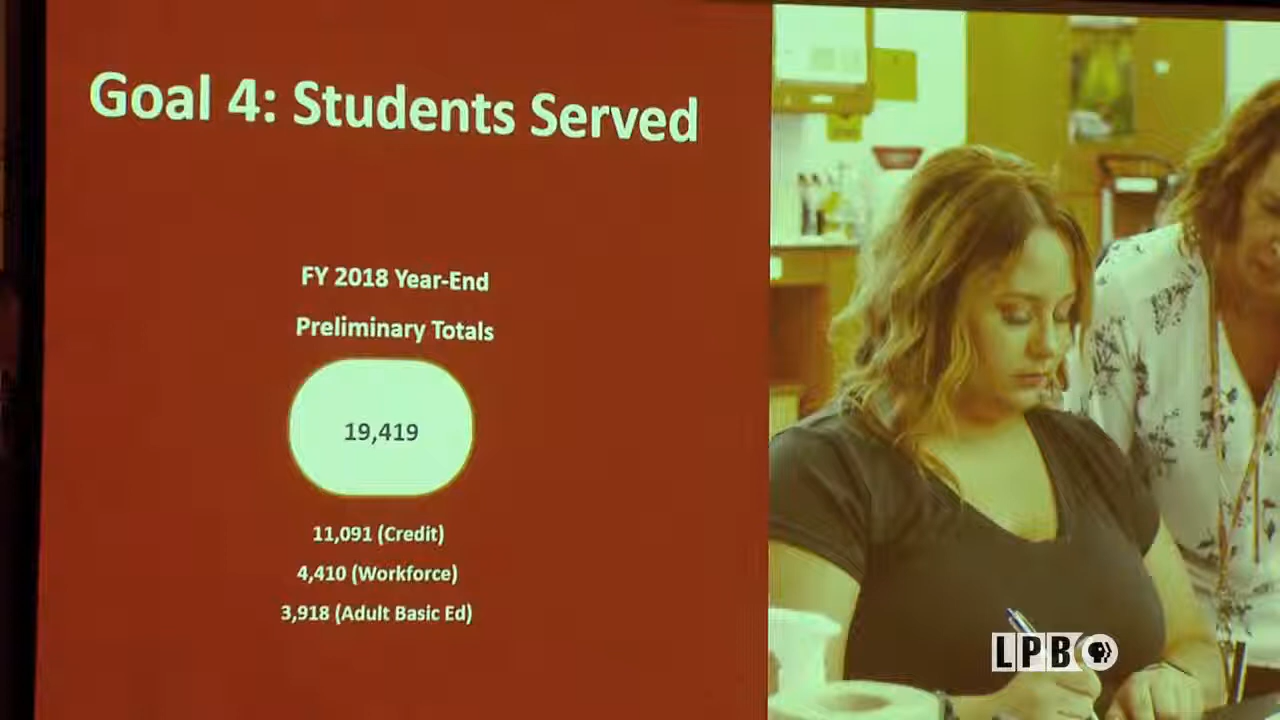 Goal 4: Students Served
FY 2018 Year-End
Preliminary Totals
19,419
11,091 (Credit)
4,410 (Workforce)
3,918 (Adult Basic Ed)
LPB